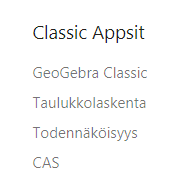 Classic Appsit
GeoGebra Classic
Taulukkolaskenta
Todennäköisyys
CAS